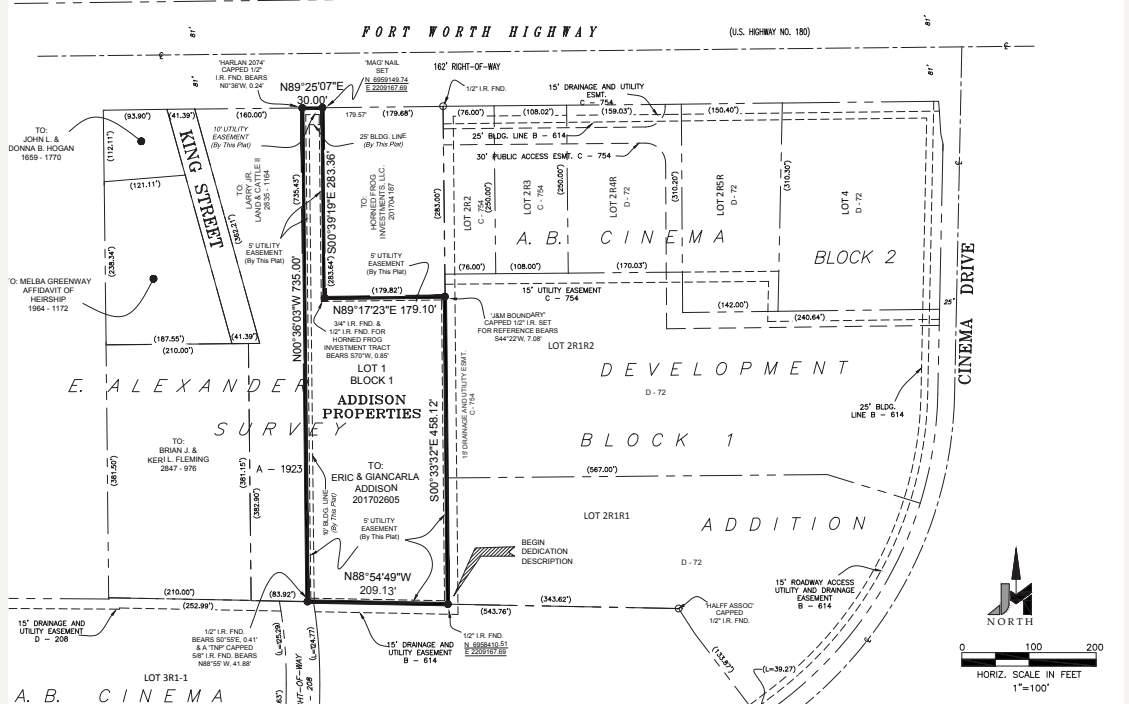 FORT WORTH HIGHWAY
(U.S. HIGHWAY NO. 180)
81'
81'
81'
81'
162' RIGHT-OF-WAY
'HARLAN 2074'
CAPPED 1/2"
I.R. FND. BEARS
N0°36'W, 0.24'
N89°25'07"E
30.00'
'MAG' NAIL
SET
N 6959149.74
E 2209167.69
1/2" I.R. FND.
15' DRAINAGE AND UTILITY
ESMT.
C - 754
(93.90')
(41.39')
(160.00')
179.57'
(179.68')
(76.00')
(108.02')
(159.03')
(150.40')
TO:
JOHN L. &
DONNA B. HOGAN
1659 - 1770
(112.11')
(121.11')
KING STREET
10' UTILITY
EASEMENT
(By This Plat)
25' BLDG. LINE
(By This Plat)
25' BLDG. LINE B - 614
30' PUBLIC ACCESS ESMT. C - 754
TO:
LARRY JR.
LAND & CATTLE II
2835 - 1164
(735.43')
S00°39'19"E 283.36'
(283.64')
TO:
HORNED FROG
INVESTMENTS, LLC.
201704187
(283.00')
LOT 2R2
C - 754
(250.00')
LOT 2R3
C - 754
(250.00')
LOT 2R4R
D - 72
(310.20')
LOT 2R5R
D - 72
(310.30')
LOT 4
D - 72
A. B. CINEMA
BLOCK 2
(362.21')
(238.34')
5' UTILITY
EASEMENT
(By This Plat)
5' UTILITY
EASEMENT
(By This Plat)
TO: MELBA GREENWAY
AFFIDAVIT OF
HEIRSHIP
1964 - 1172
(76.00')
(108.00')
(170.03')
15' UTILITY EASEMENT
C - 754
(142.00')
(240.64')
25'
CINEMA DRIVE
N00°36'03"W 735.00'
(179.82')
N89°17'23"E 179.10'
3/4" I.R. FND. &
1/2" I.R. FND. FOR
HORNED FROG
INVESTMENT TRACT
BEARS S70°W, 0.85'
'J&M BOUNDARY'
CAPPED 1/2" I.R. SET
FOR REFERENCE BEARS
S44°22'W, 7.08'
LOT 2R1R2
(187.55')
(41.39')
(210.00')
LOT 1
BLOCK 1
ADDISON
PROPERTIES
15' DRAINAGE AND UTILITY ESMT.
C - 754
E. ALEXANDER
SURVEY
A - 1923
DEVELOPMENT
D - 72
25' BLDG.
LINE B - 614
BLOCK 1
TO:
BRIAN J. &
KERI L. FLEMING
2847 - 976
(381.50')
(381.15')
(382.90')
TO:
ERIC & GIANCARLA
ADDISON
201702605
S00°33'32"E 458.12'
10' BLDG. LINE
(By This Plat)
5' UTILITY
EASEMENT
(By This Plat)
(567.00')
LOT 2R1R1
ADDITION
D - 72
BEGIN
DEDICATION
DESCRIPTION
N88°54'49"W
209.13'
(210.00')
(252.99')
(83.92')
(343.62')
(543.76')
15' ROADWAY ACCESS
UTILITY AND DRAINAGE
EASEMENT
B - 614
'HALFF ASSOC'
CAPPED
1/2" I.R. FND.
15' DRAINAGE AND
UTILITY EASEMENT
D - 208
1/2" I.R. FND.
BEARS S0°55'E, 0.41'
& A 'TNP' CAPPED
5/8" I.R. FND. BEARS
N88°55' W, 41.88'
(L=125.29)
(L=124.77)
15' DRAINAGE AND
UTILITY EASEMENT
B - 614
1/2" I.R. FND.
N 6958410.51
E 2209167.69
(133.87')
(L=39.27)
LOT 3R1-1
A. B. CINEMA
HT-OF-WAY
- 208
JM
NORTH
0 100 200
HORIZ. SCALE IN FEET
1"=100'